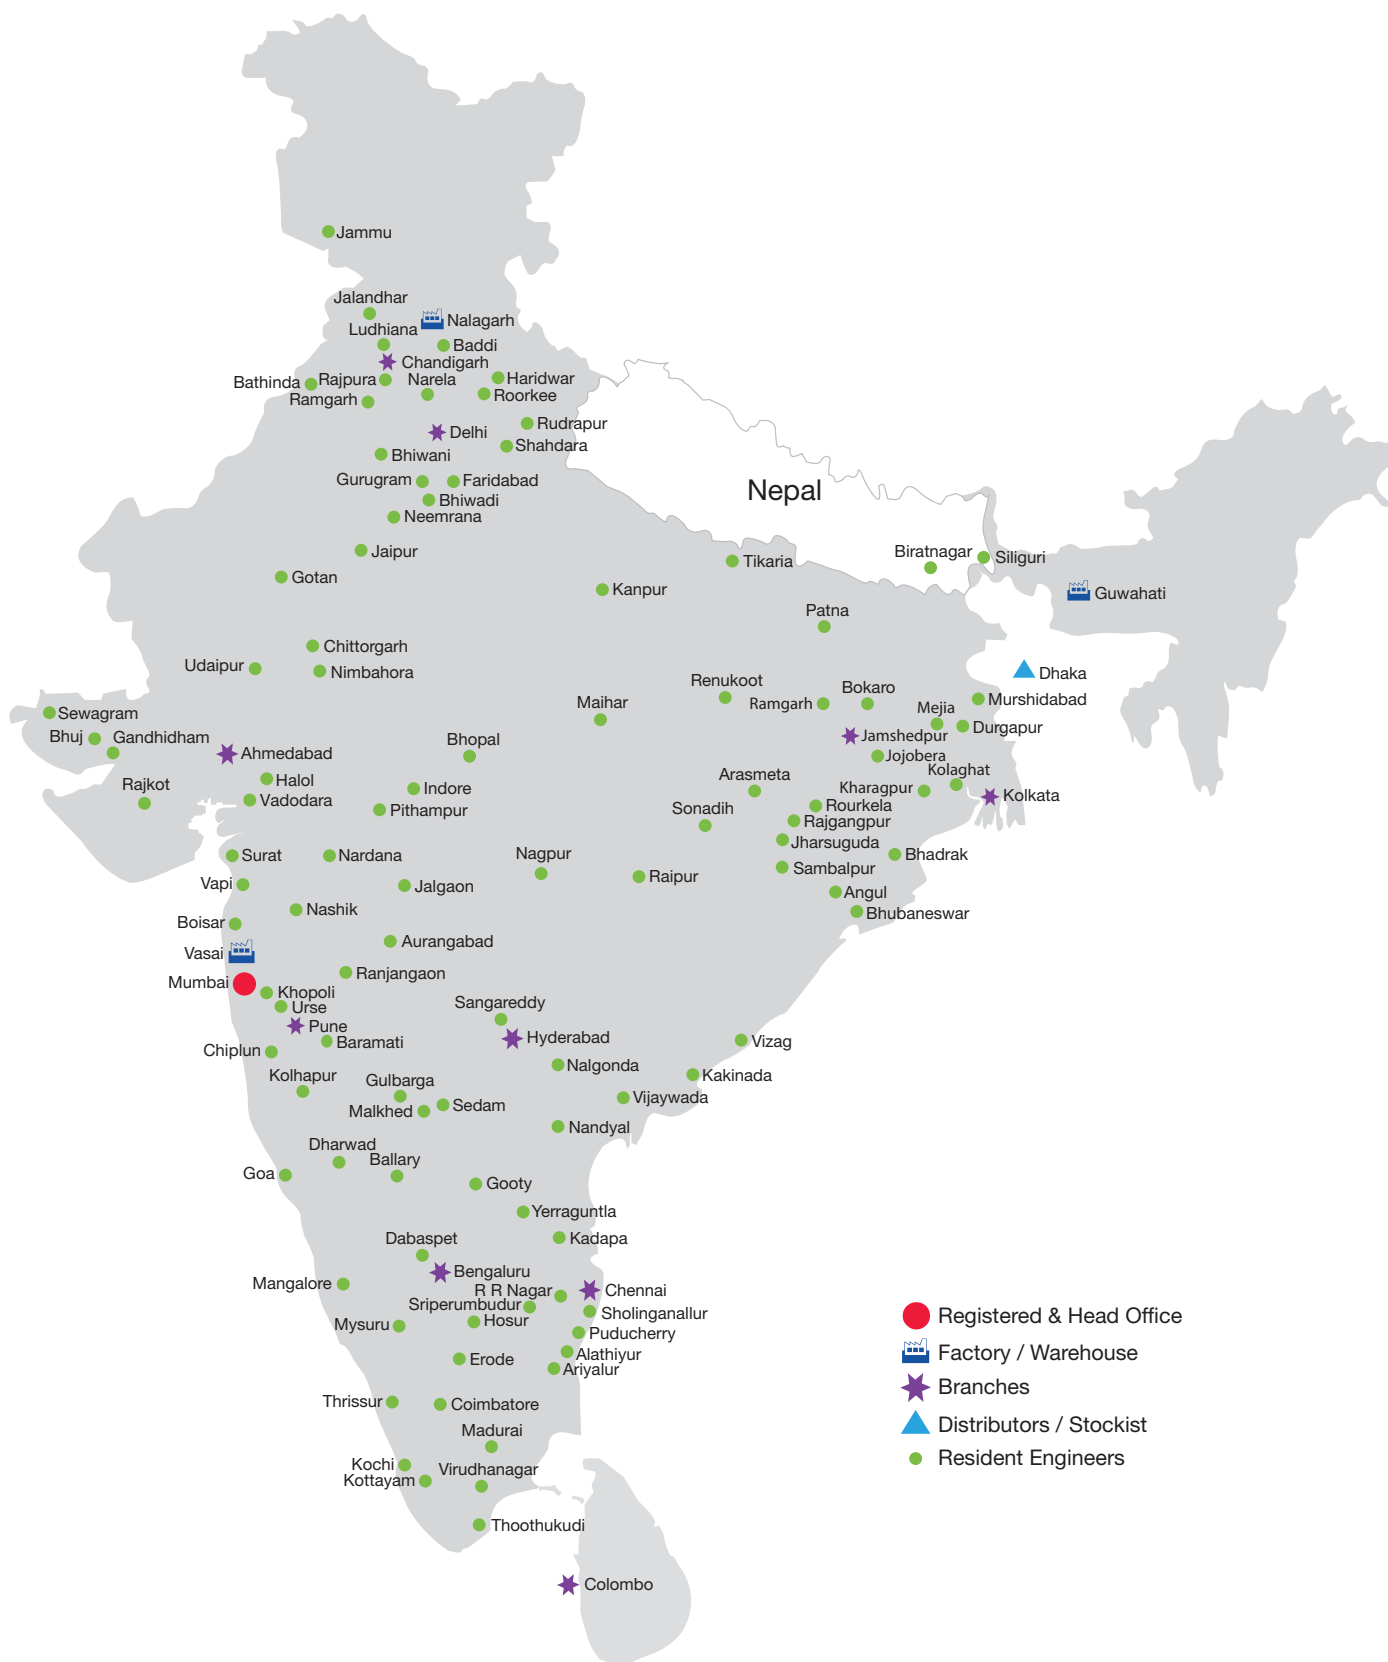 Jammu
Jalandhar
Nalagarh
Ludhiana
Baddi
Chandigarh
Bathinda
Rajpura
Narela
Haridwar
Ramgarh
Roorkee
Rudrapur
Delhi
Shahdara
Bhiwani
Gurugram
Faridabad
Nepal
Bhiwadi
Neemrana
Jaipur
Tikaria
Biratnagar
Siliguri
Gotan
Kanpur
Guwahati
Patna
Chittorgarh
Udaipur
Nimbahora
Dhaka
Renukoot
Bokaro
Murshidabad
Ramgarh
Maihar
Mejia
Sewagram
Durgapur
Bhuj
Gandhidham
Bhopal
Jamshedpur
Ahmedabad
Jojobera
Kolaghat
Arasmeta
Halol
Rajkot
Indore
Kharagpur
Kolkata
Vadodara
Pithampur
Sonadih
Rourkela
Rajgangpur
Jharsuguda
Surat
Nardana
Nagpur
Bhadrak
Sambalpur
Vapi
Jalgaon
Raipur
Angul
Nashik
Bhubaneswar
Boisar
Aurangabad
Vasai
Ranjangaon
Mumbai
Khopoli
Sangareddy
Urse
Pune
Hyderabad
Baramati
Vizag
Chiplun
Nalgonda
Kolhapur
Gulbarga
Kakinada
Sedam
Vijaywada
Malkhed
Nandyal
Dharwad
Ballary
Goa
Gooty
Yerraguntla
Dabaspet
Kadapa
Bengaluru
Mangalore
R R Nagar
Chennai
Sriperumbudur
Sholinganallur
Registered & Head Office
Mysuru
Hosur
Puducherry
Alathiyur
Factory / Warehouse
Erode
Ariyalur
Branches
Thrissur
Coimbatore
Distributors / Stockist
Madurai
Resident Engineers
Kochi
Virudhanagar
Kottayam
Thoothukudi
Colombo